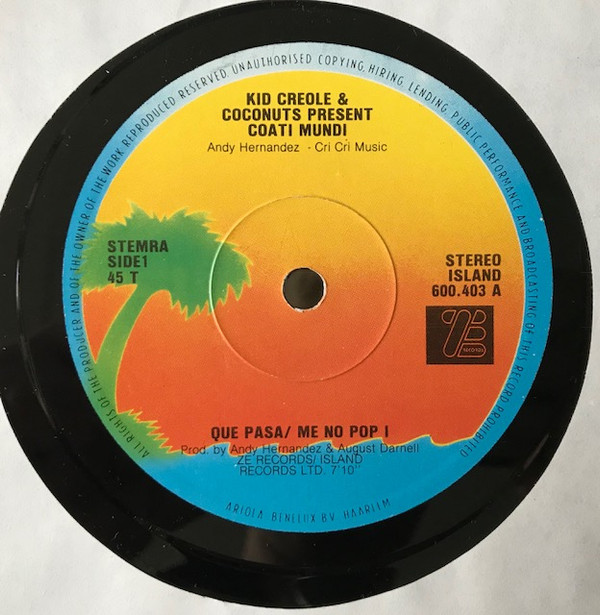 ALL RIGHTS OF THE PRODUCER AND OF THE OWNER OF THE WORK REPRODUCED RESERVED. UNAUTHORISED COPYING, HIRING, LENDING, PUBLIC PERFORMANCE AND BROADCASTING OF THIS RECORD PROHIBITED
KID CREOLE &
COCONUTS PRESENT
COATI MUNDI
Andy Hernandez - Cri Cri Music
STEMRA
SIDE1
45 T
STEREO
ISLAND
600.403 A
records
QUE PASA/ ME NO POP I
Prod. by Andy Hernandez & August Darnell
ZE RECORDS/ ISLAND
RECORDS LTD. 7'10"
ARIOLA BENELUX BV. HAARLEM